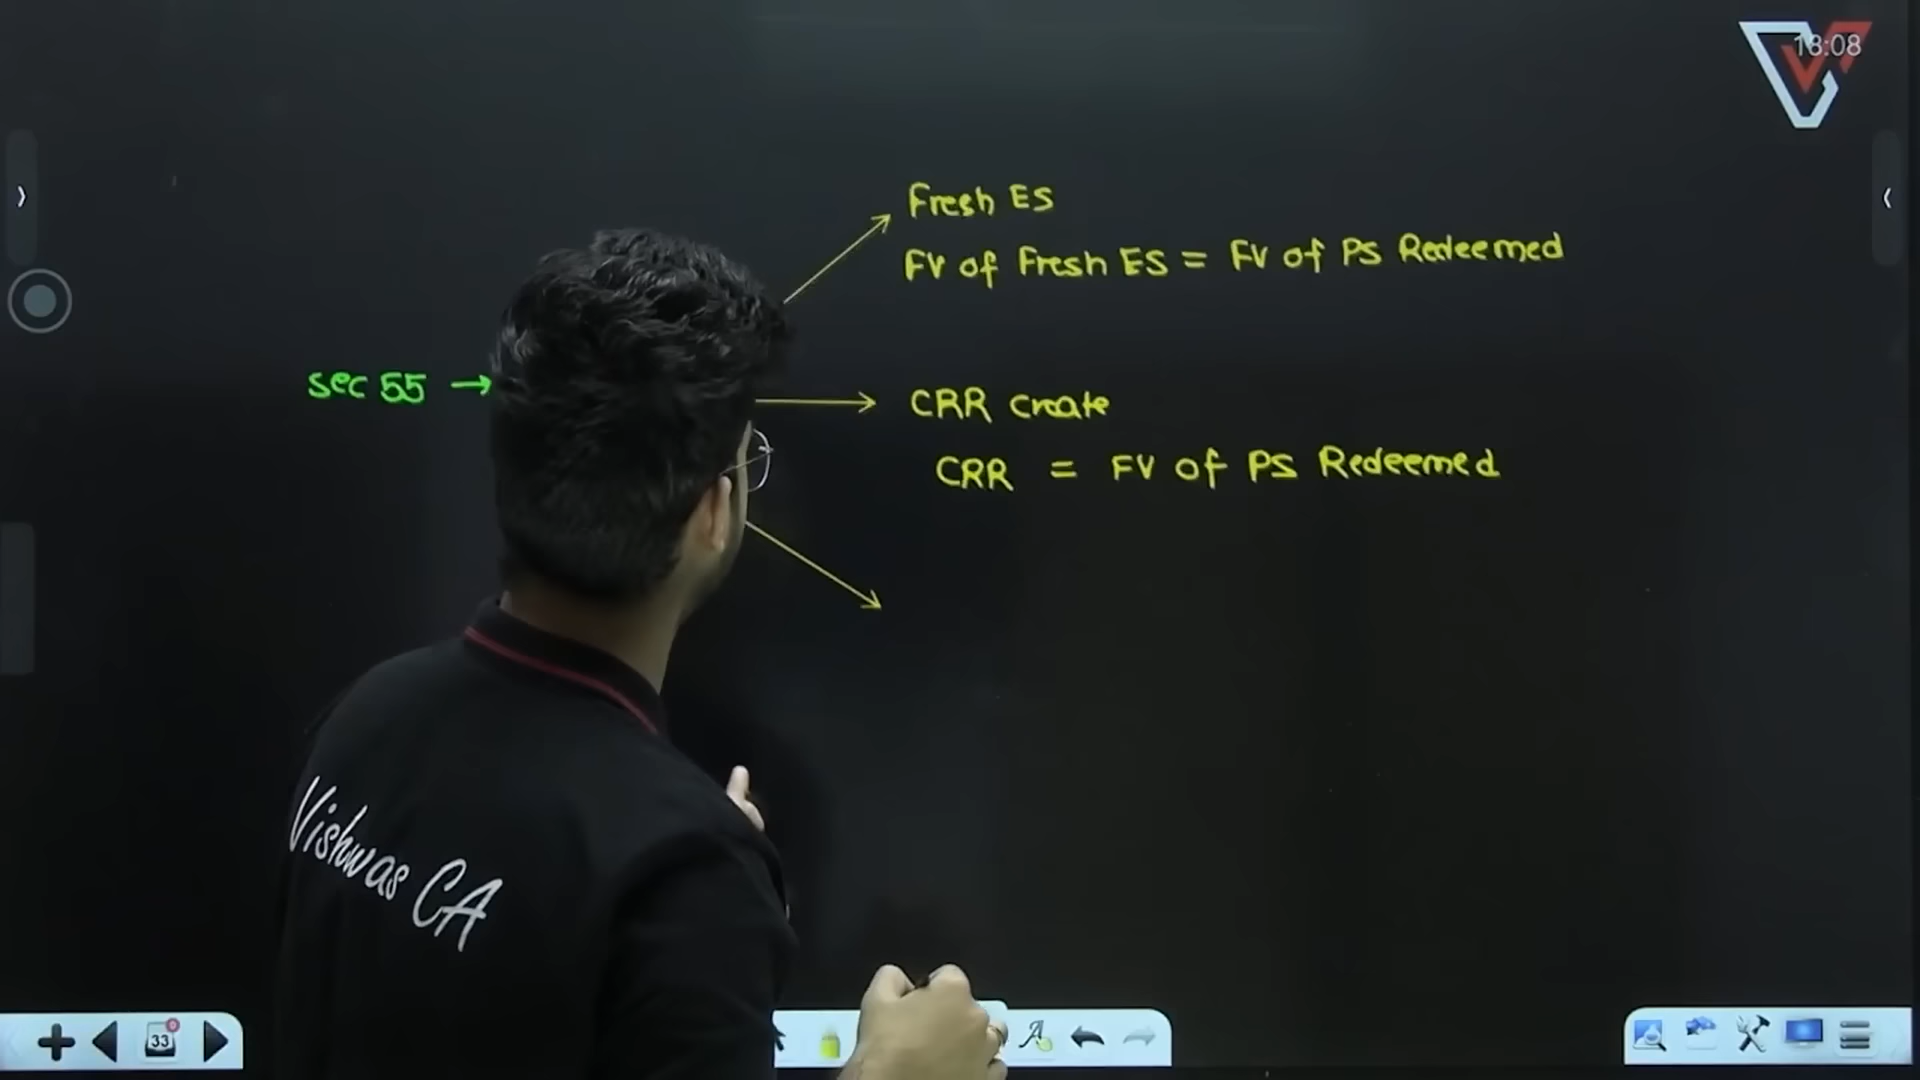 18:08
Fresh ES
FV of Fresh ES = FV of PS Redeemed
Sec 55 →
CRR create
CRR = FV of PS Redeemed
Vishwas CA
33